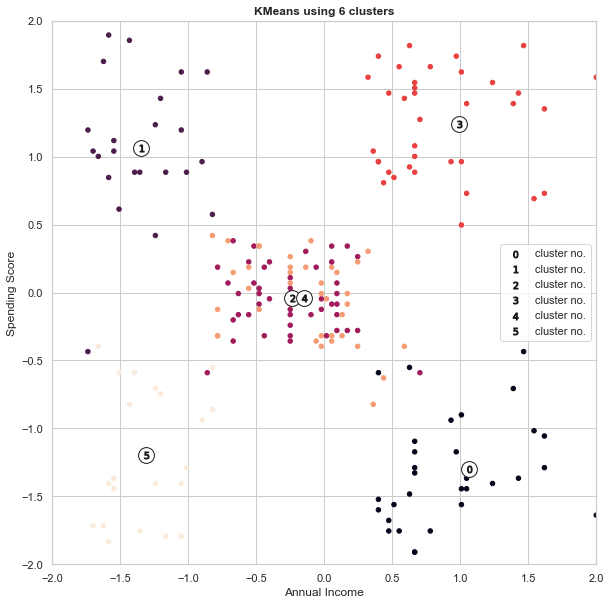 KMeans using 6 clusters
2.0
1.5
1.0
0.5
0.0
−0.5
−1.0
−1.5
−2.0
Spending Score
1
3
2 4
5
0
0 cluster no.
1 cluster no.
2 cluster no.
3 cluster no.
4 cluster no.
5 cluster no.
−2.0 −1.5 −1.0 −0.5 0.0 0.5 1.0 1.5 2.0
Annual Income